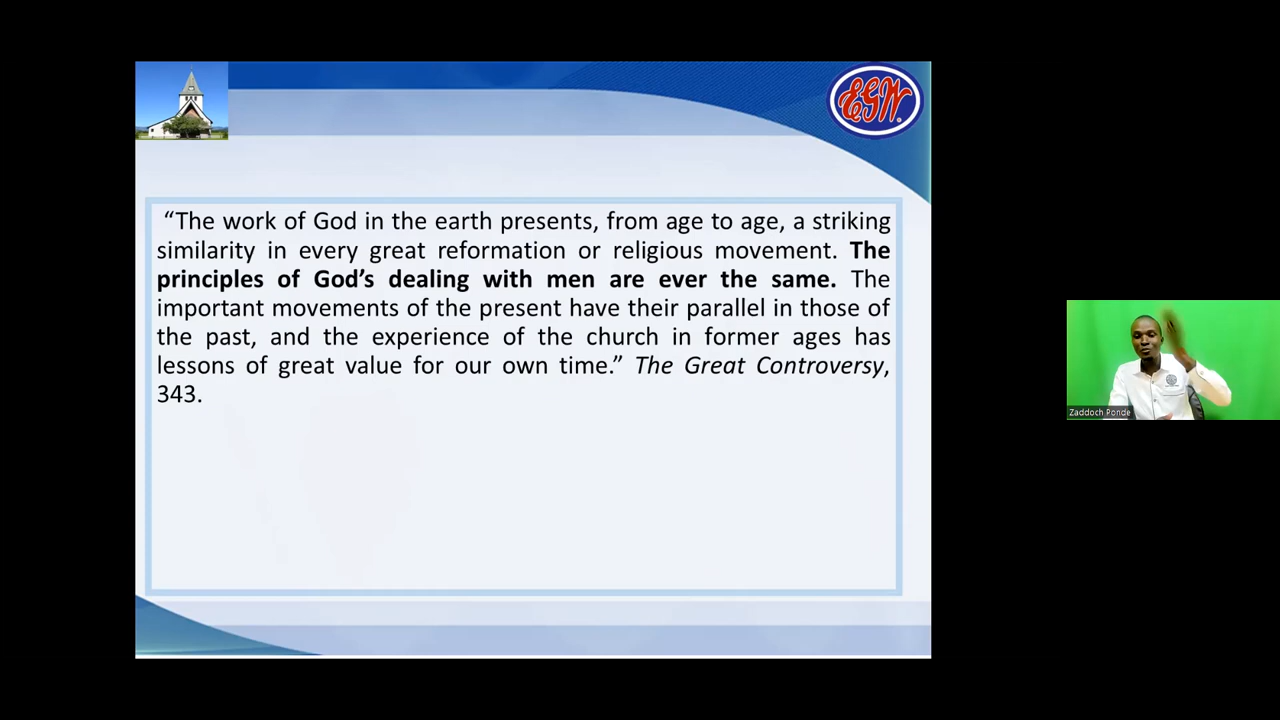 EGW
“The work of God in the earth presents, from age to age, a striking
similarity in every great reformation or religious movement. The
principles of God’s dealing with men are ever the same. The
important movements of the present have their parallel in those of
the past, and the experience of the church in former ages has
lessons of great value for our own time.” The Great Controversy,
343.
Zaddoch Ponde